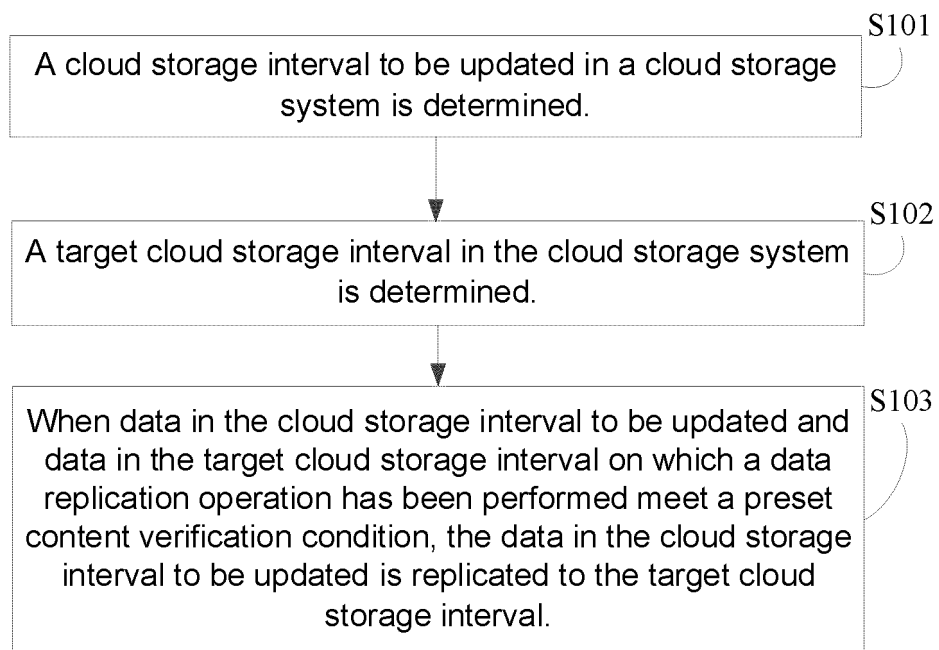 S101
A cloud storage interval to be updated in a cloud storage
system is determined.
S102
A target cloud storage interval in the cloud storage system
is determined.
S103
When data in the cloud storage interval to be updated and
data in the target cloud storage interval on which a data
replication operation has been performed meet a preset
content verification condition, the data in the cloud storage
interval to be updated is replicated to the target cloud
storage interval.